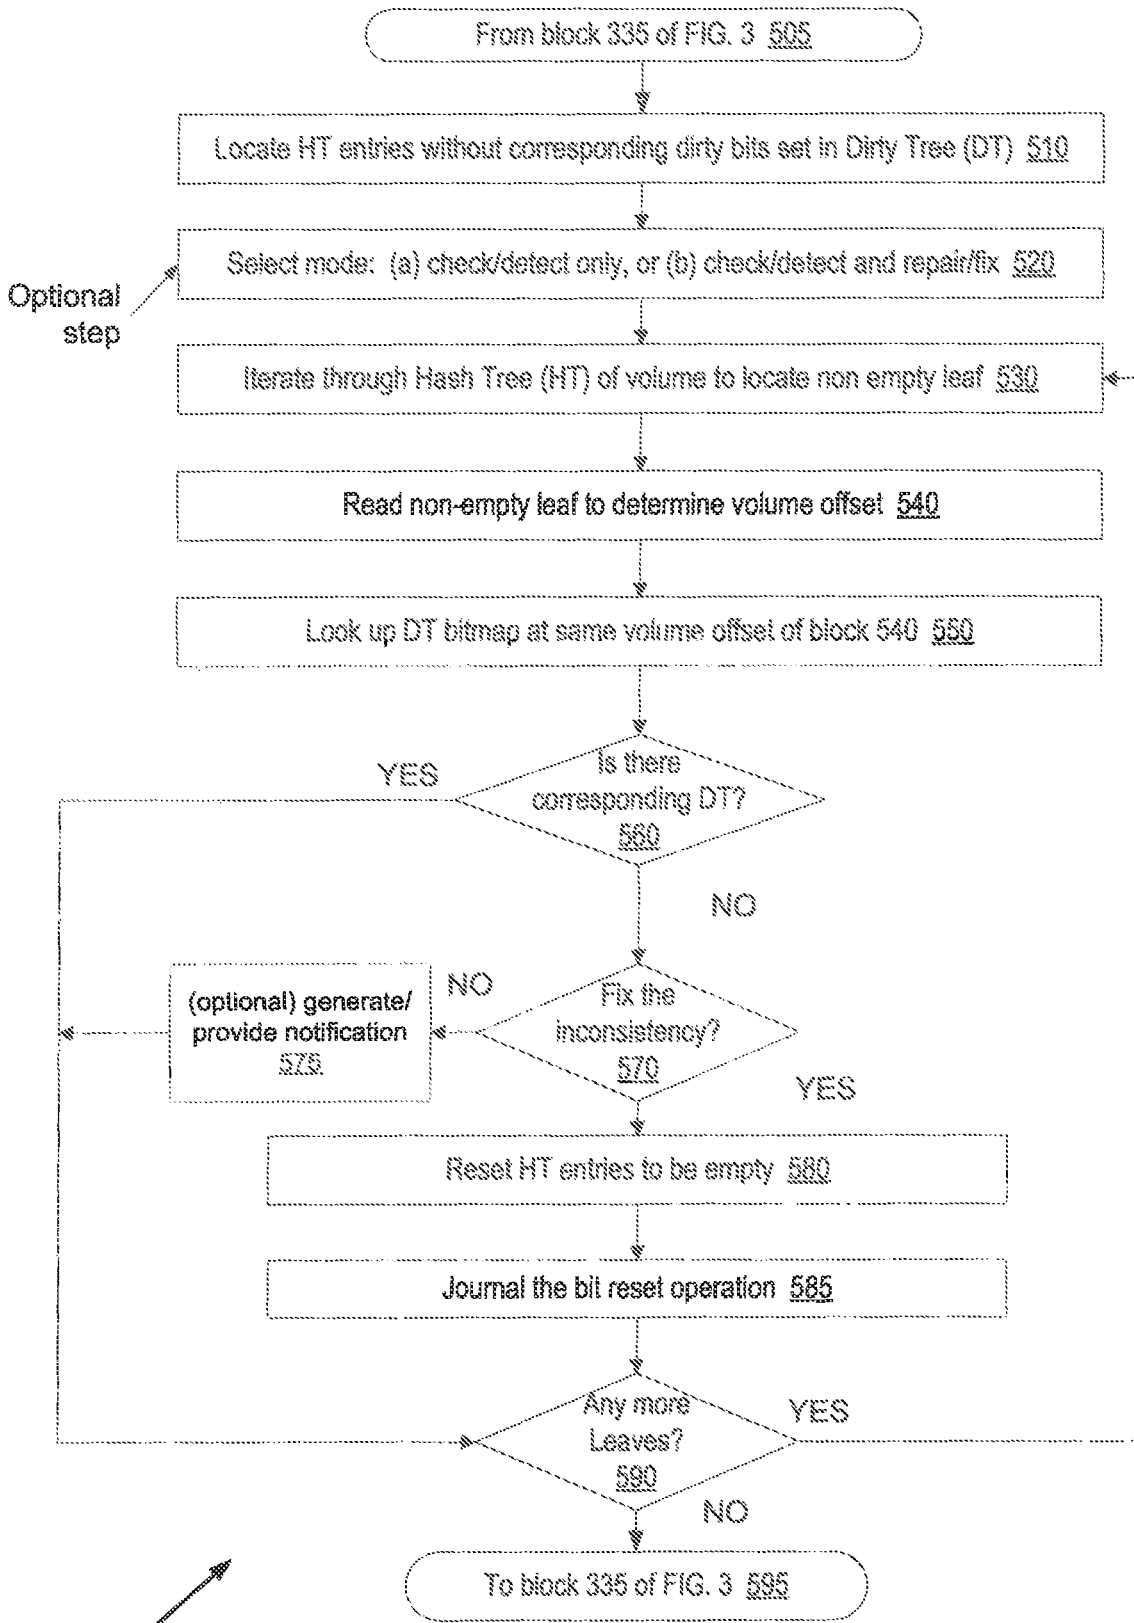 From block 335 of FIG. 3 505
Locate HT entries without corresponding dirty bits set in Dirty Tree (DT) 510
Select mode: (a) check/detect only, or (b) check/detect and repair/fix 520
Optional
step
Iterate through Hash Tree (HT) of volume to locate non empty leaf 530
Read non-empty leaf to determine volume offset 540
Look up DT bitmap at same volume offset of block 540 550
YES
Is there
corresponding DT?
560
NO
(optional) generate/
provide notification
575
NO
Fix the
inconsistency?
570
YES
Reset HT entries to be empty 580
Journal the bit reset operation 585
Any more
Leaves?
590
YES
NO
To block 335 of FIG. 3 595